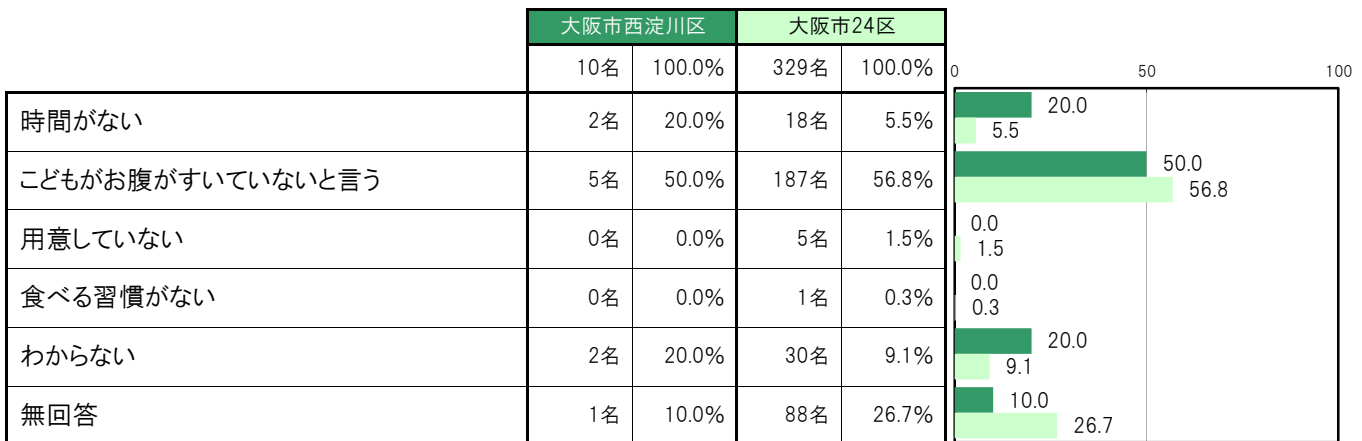 大阪市西淀川区 大阪市24区
10名 100.0% 329名 100.0% 0 50 100
時間がない 2名 20.0% 18名 5.5% 20.0
5.5
こどもがお腹がすいていないと言う 5名 50.0% 187名 56.8% 50.0
56.8
用意していない 0名 0.0% 5名 1.5% 0.0
1.5
食べる習慣がない 0名 0.0% 1名 0.3% 0.0
0.3
わからない 2名 20.0% 30名 9.1% 20.0
9.1
無回答 1名 10.0% 88名 26.7% 10.0
26.7